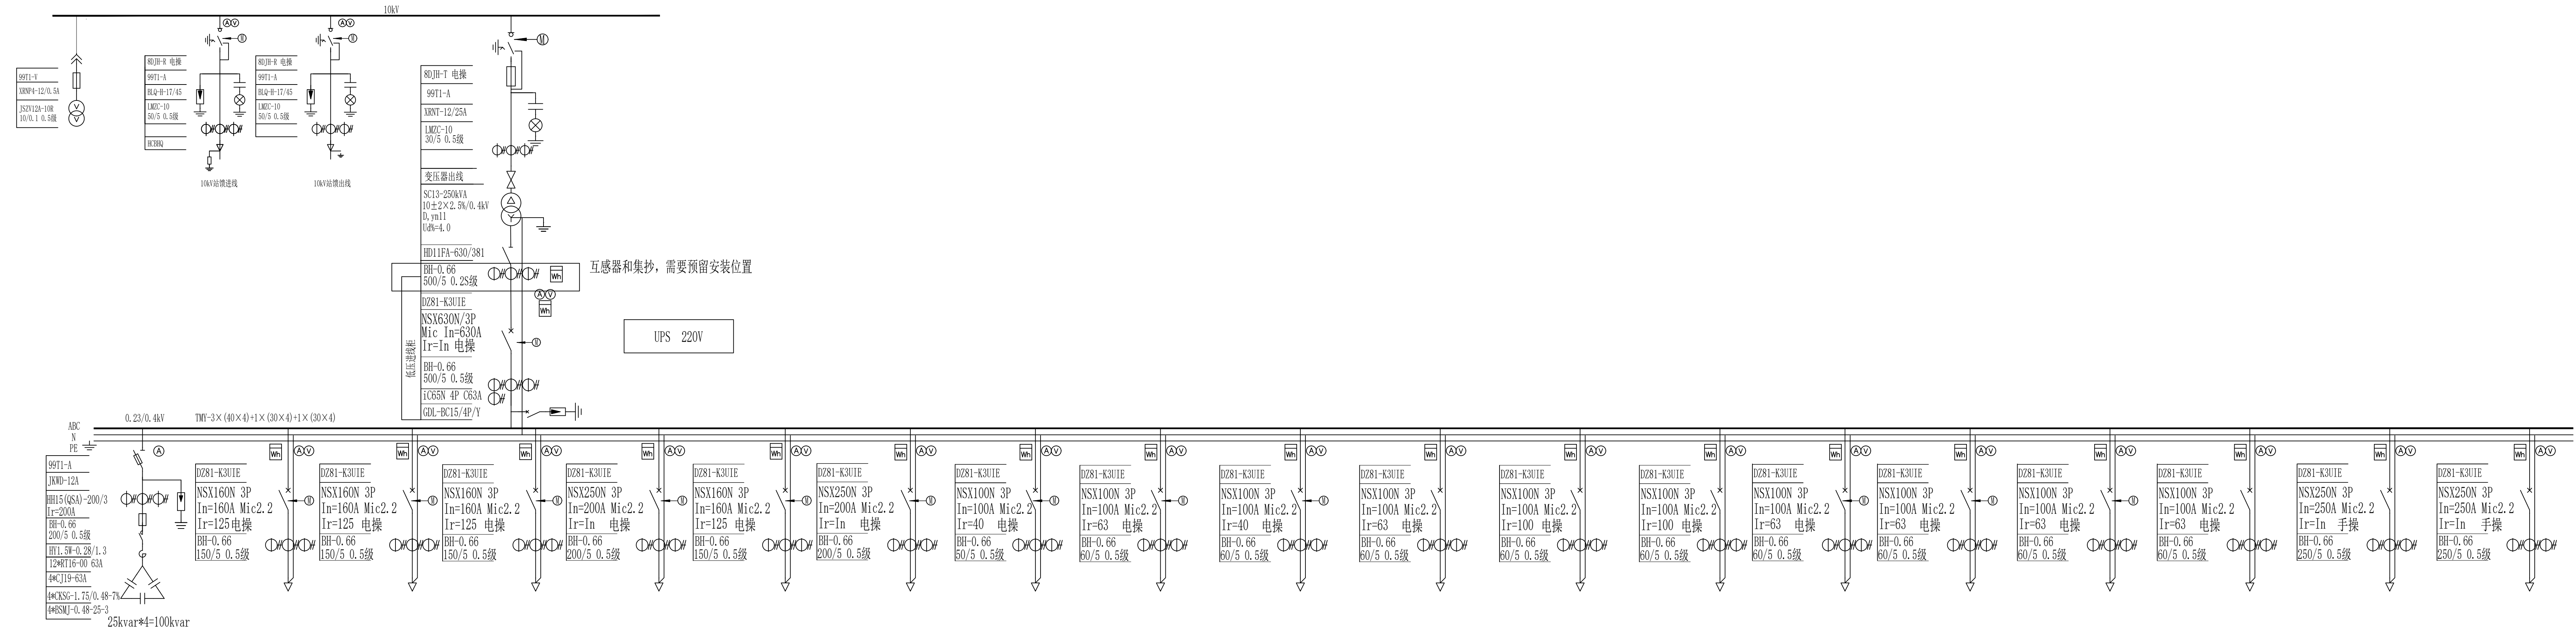 10kV
99T1-V
XRNP4-12/0.5A
JSZV12A-10R
10/0.1 0.5级
8DJH-R 电操
99T1-A
BLQ-H-17/45
LMZC-10
50/5 0.5级
HCBHQ
10kV站馈进线
8DJH-R 电操
99T1-A
BLQ-H-17/45
LMZC-10
50/5 0.5级
10kV站馈出线
8DJH-T 电操
99T1-A
XRNT-12/25A
LMZC-10
30/5 0.5级
变压器出线
SC13-250kVA
10±2×2.5%/0.4kV
D,yn11
Ud%=4.0
HD11FA-630/381
BH-0.66
500/5 0.2S级
Wh
互感器和集抄，需要预留安装位置
A V
Wh
DZ81-K3UIE
NSX630N/3P
Mic In=630A
Ir=In 电操
BH-0.66
500/5 0.5级
iC65N 4P C63A
GDL-BC15/4P/Y
低压进线柜
UPS 220V
0.23/0.4kV
TMY-3×(40×4)+1×(30×4)+1×(30×4)
ABC
N
PE
99T1-A
JKWD-12A
HH15(QSA)-200/3
Ir=200A
BH-0.66
200/5 0.5级
HY1.5W-0.28/1.3
12*RT16-00 63A
4*CJ19-63A
4*CKSG-1.75/0.48-7%
4*BSMJ-0.48-25-3
25kvar*4=100kvar
DZ81-K3UIE
NSX160N 3P
In=160A Mic2.2
Ir=125 电操
BH-0.66
150/5 0.5级
DZ81-K3UIE
NSX160N 3P
In=160A Mic2.2
Ir=125 电操
BH-0.66
150/5 0.5级
DZ81-K3UIE
NSX160N 3P
In=160A Mic2.2
Ir=125 电操
BH-0.66
150/5 0.5级
DZ81-K3UIE
NSX250N 3P
In=200A Mic2.2
Ir=In 电操
BH-0.66
200/5 0.5级
DZ81-K3UIE
NSX160N 3P
In=160A Mic2.2
Ir=125 电操
BH-0.66
150/5 0.5级
DZ81-K3UIE
NSX250N 3P
In=200A Mic2.2
Ir=In 电操
BH-0.66
200/5 0.5级
DZ81-K3UIE
NSX100N 3P
In=100A Mic2.2
Ir=40 电操
BH-0.66
50/5 0.5级
DZ81-K3UIE
NSX100N 3P
In=100A Mic2.2
Ir=63 电操
BH-0.66
60/5 0.5级
DZ81-K3UIE
NSX100N 3P
In=100A Mic2.2
Ir=40 电操
BH-0.66
60/5 0.5级
DZ81-K3UIE
NSX100N 3P
In=100A Mic2.2
Ir=63 电操
BH-0.66
60/5 0.5级
DZ81-K3UIE
NSX100N 3P
In=100A Mic2.2
Ir=100 电操
BH-0.66
60/5 0.5级
DZ81-K3UIE
NSX100N 3P
In=100A Mic2.2
Ir=100 电操
BH-0.66
60/5 0.5级
DZ81-K3UIE
NSX100N 3P
In=100A Mic2.2
Ir=63 电操
BH-0.66
60/5 0.5级
DZ81-K3UIE
NSX100N 3P
In=100A Mic2.2
Ir=63 电操
BH-0.66
60/5 0.5级
DZ81-K3UIE
NSX100N 3P
In=100A Mic2.2
Ir=63 电操
BH-0.66
60/5 0.5级
DZ81-K3UIE
NSX100N 3P
In=100A Mic2.2
Ir=63 电操
BH-0.66
60/5 0.5级
DZ81-K3UIE
NSX250N 3P
In=250A Mic2.2
Ir=In 手操
BH-0.66
250/5 0.5级
DZ81-K3UIE
NSX250N 3P
In=250A Mic2.2
Ir=In 手操
BH-0.66
250/5 0.5级